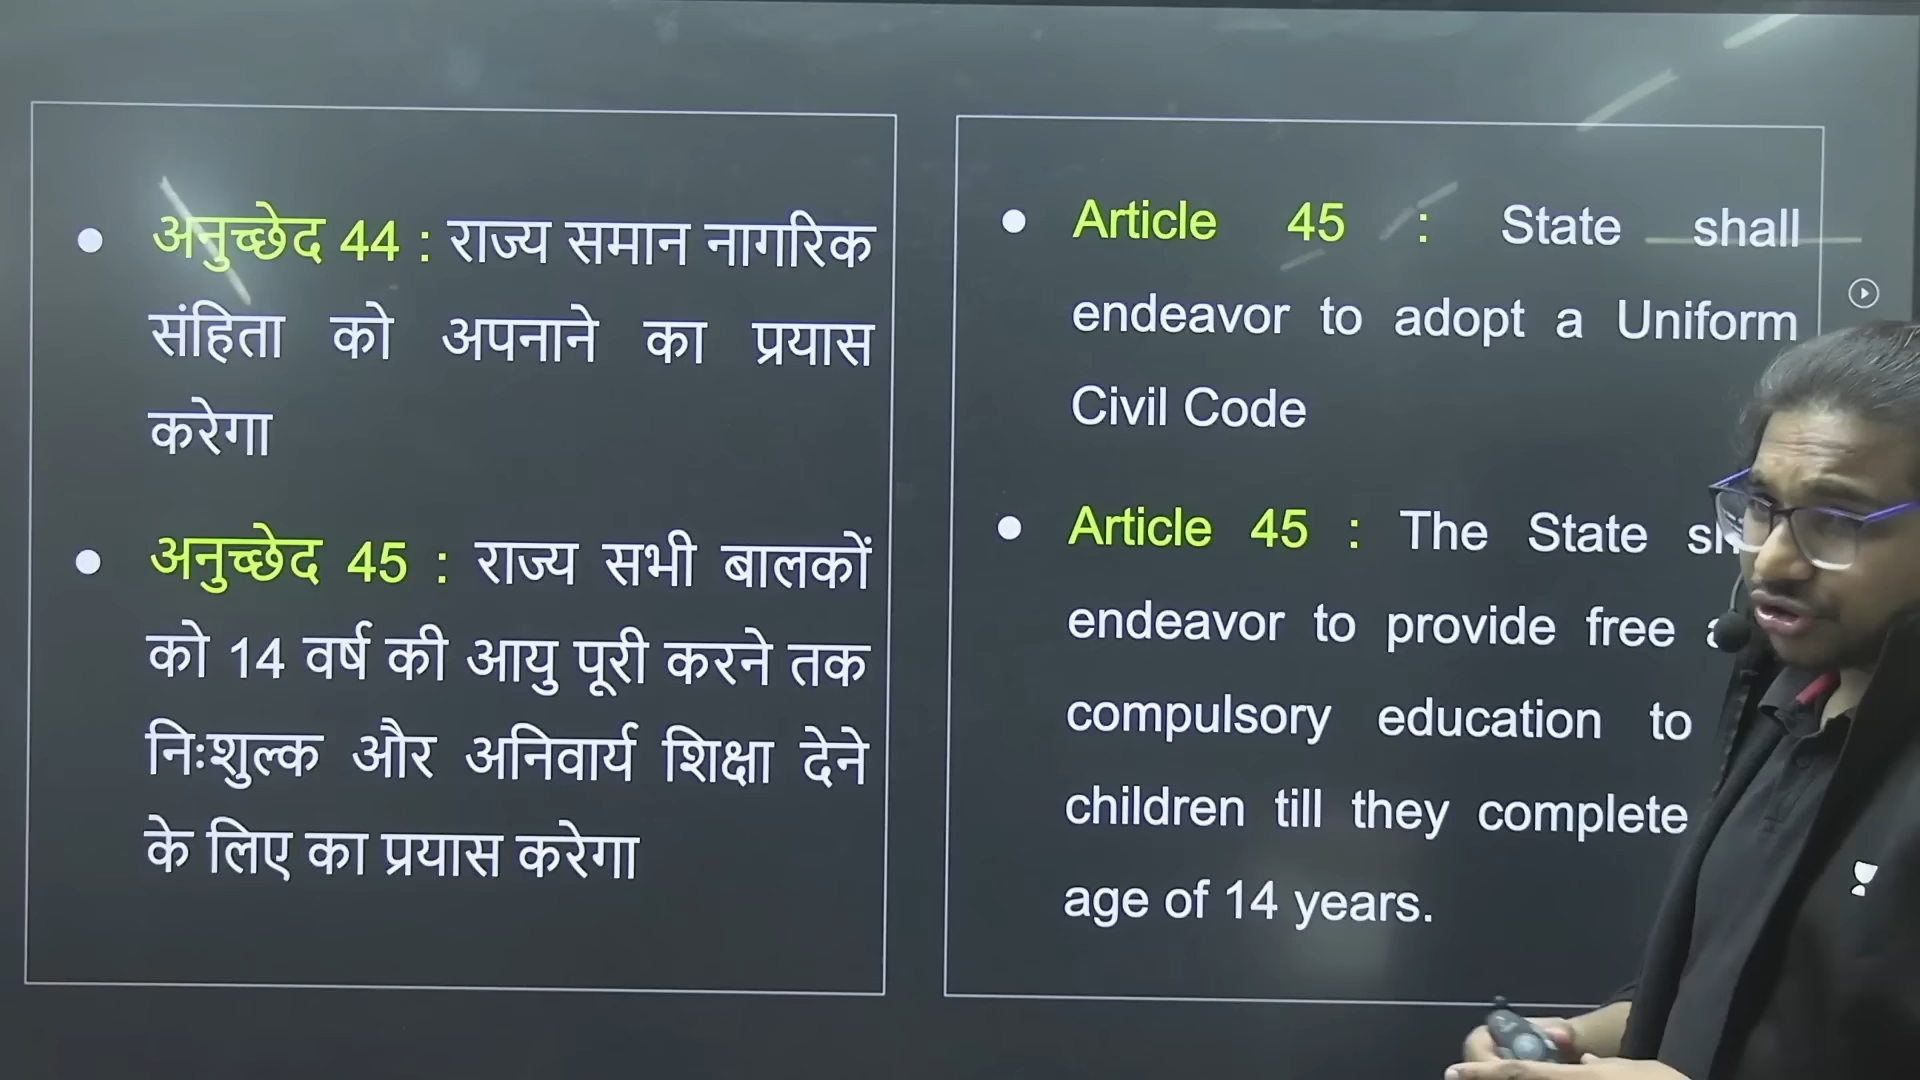 अनुच्छेद 44 : राज्य समान नागरिक
संहिता को अपनाने का प्रयास
करेगा
अनुच्छेद 45 : राज्य सभी बालकों
को 14 वर्ष की आयु पूरी करने तक
निःशुल्क और अनिवार्य शिक्षा देने
के लिए का प्रयास करेगा
Article 45 : State shall
endeavor to adopt a Uniform
Civil Code
Article 45 : The State
endeavor to provide free
compulsory education to
children till they complete
age of 14 years.